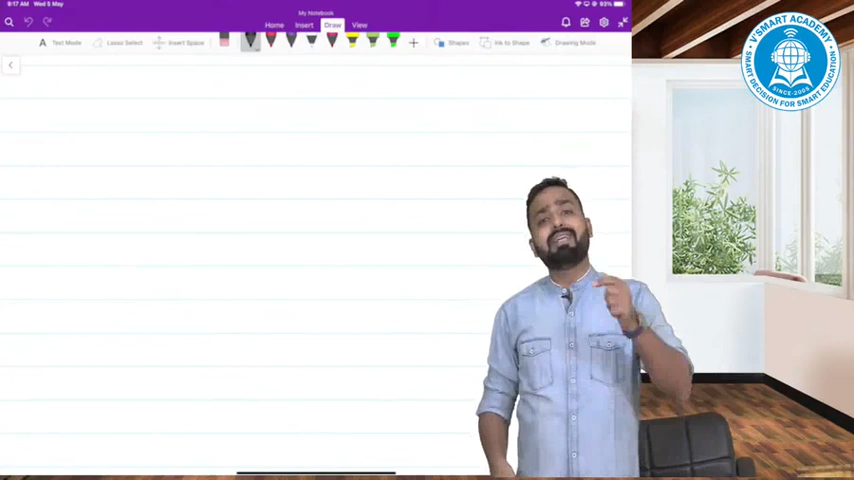 9:17 AM Wed 5 May
93%
My Notebook
Home Insert Draw View
Text Mode Lasso Select Insert Space Shapes Ink to Shape Drawing Mode
V'SMART ACADEMY
SINCE-2005
SMART DECISION FOR SMART EDUCATION